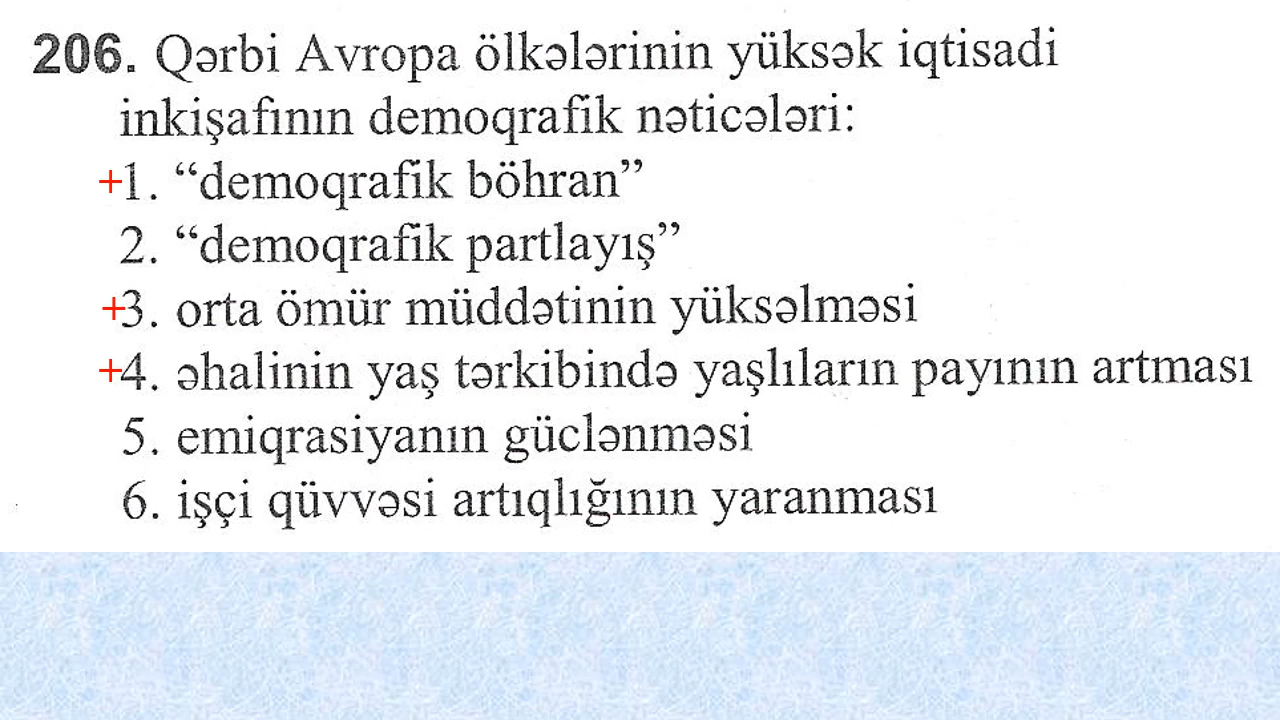 206. Qərbi Avropa ölkələrinin yüksək iqtisadi
inkişafının demoqrafik nəticələri:
+1. “demoqrafik böhran”
2. “demoqrafik partlayış”
+3. orta ömür müddətinin yüksəlməsi
+4. əhalinin yaş tərkibində yaşlıların payının artması
5. emiqrasiyanın güclənməsi
6. işçi qüvvəsi artıqlığının yaranması